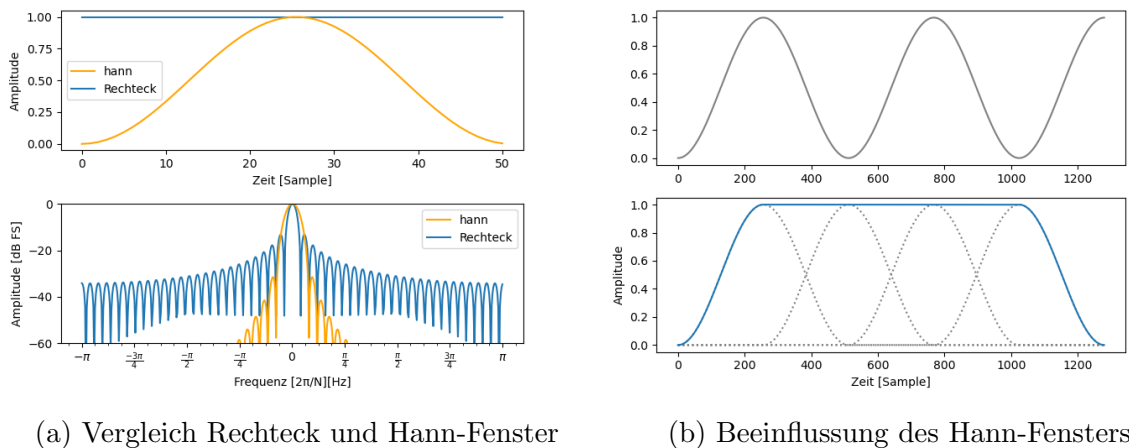 1.00
0.75
0.50
0.25
0.00
Amplitude
hann
Rechteck
0 10 20 30 40 50
Zeit [Sample]
0
−20
−40
−60
Amplitude [dB FS]
hann
Rechteck
−π −3π/4 −π/2 −π/4 0 π/4 π/2 3π/4 π
Frequenz [2π/N][Hz]
(a) Vergleich Rechteck und Hann-Fenster
1.0
0.8
0.6
0.4
0.2
0.0
0 200 400 600 800 1000 1200
1.0
0.8
0.6
0.4
0.2
0.0
Amplitude
0 200 400 600 800 1000 1200
Zeit [Sample]
(b) Beeinflussung des Hann-Fensters